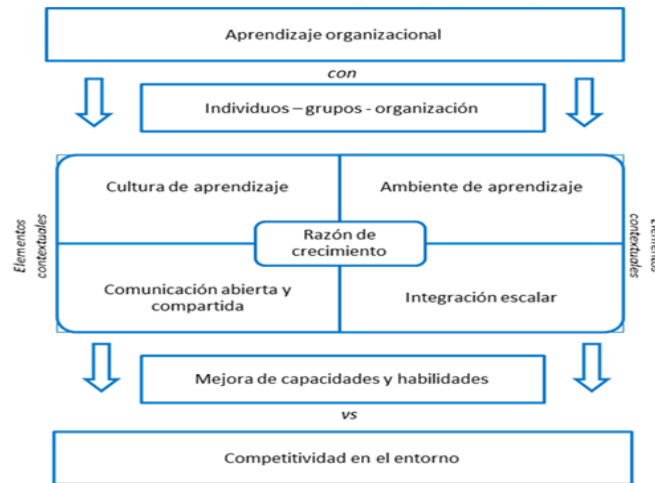 Aprendizaje organizacional
con
Individuos – grupos - organización
Cultura de aprendizaje
Ambiente de aprendizaje
Elementos
contextuales
Razón de
crecimiento
Elementos
contextuales
Comunicación abierta y
compartida
Integración escalar
Mejora de capacidades y habilidades
vs
Competitividad en el entorno